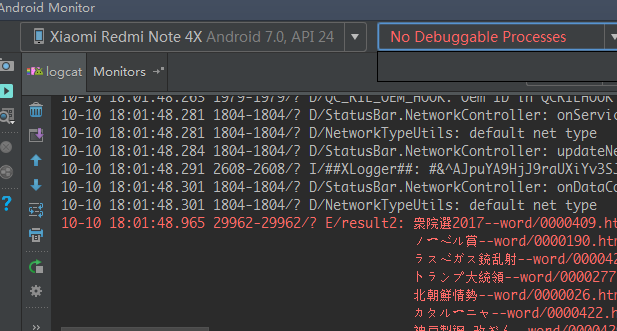 Android Monitor
Xiaomi Redmi Note 4X Android 7.0, API 24
No Debuggable Processes
logcat
Monitors
10-10 18:01:48.263 1979-1979/? D/QC_RIL_OEM_HOOK: Oem ID in QCRILHOOK
10-10 18:01:48.281 1804-1804/? D/StatusBar.NetworkController: onServic
10-10 18:01:48.281 1804-1804/? D/NetworkTypeUtils: default net type
10-10 18:01:48.284 1804-1804/? D/StatusBar.NetworkController: updateNe
10-10 18:01:48.291 2608-2608/? I/##XLogger##: #&^AJpuYA9HjJ9raUXiYv3SJ
10-10 18:01:48.301 1804-1804/? D/StatusBar.NetworkController: onDataCo
10-10 18:01:48.301 1804-1804/? D/NetworkTypeUtils: default net type
10-10 18:01:48.965 29962-29962/? E/result2: 衆院選2017--word/0000409.htm
ノーベル賞--word/0000190.htm
ラスベガス銃乱射--word/000042
トランプ大統領--word/0000277
北朝鮮情勢--word/0000026.htm
カタルーニャ--word/0000422.h